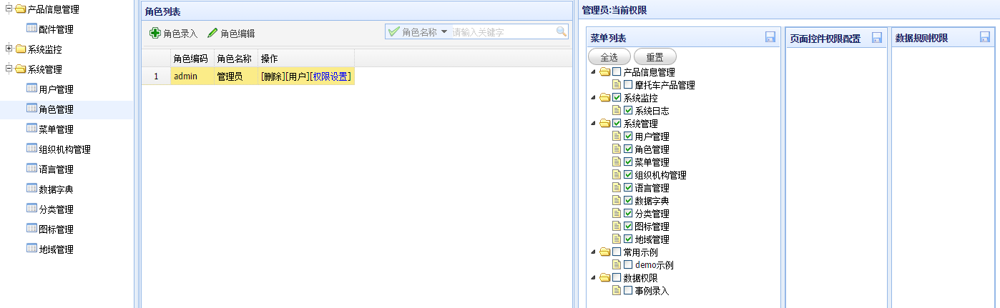 产品信息管理
配件管理
系统监控
系统管理
用户管理
角色管理
菜单管理
组织机构管理
语言管理
数据字典
分类管理
图标管理
地域管理
角色列表
角色录入 角色编辑 角色名称 请输入关键字
角色编码 角色名称 操作
1 admin 管理员 [删除][用户][权限设置]
管理员:当前权限
菜单列表
全选 重置
产品信息管理
摩托车产品管理
系统监控
系统日志
系统管理
用户管理
角色管理
菜单管理
组织机构管理
语言管理
数据字典
分类管理
图标管理
地域管理
常用示例
demo示例
数据权限
事例录入
页面控件权限配置
数据规则权限